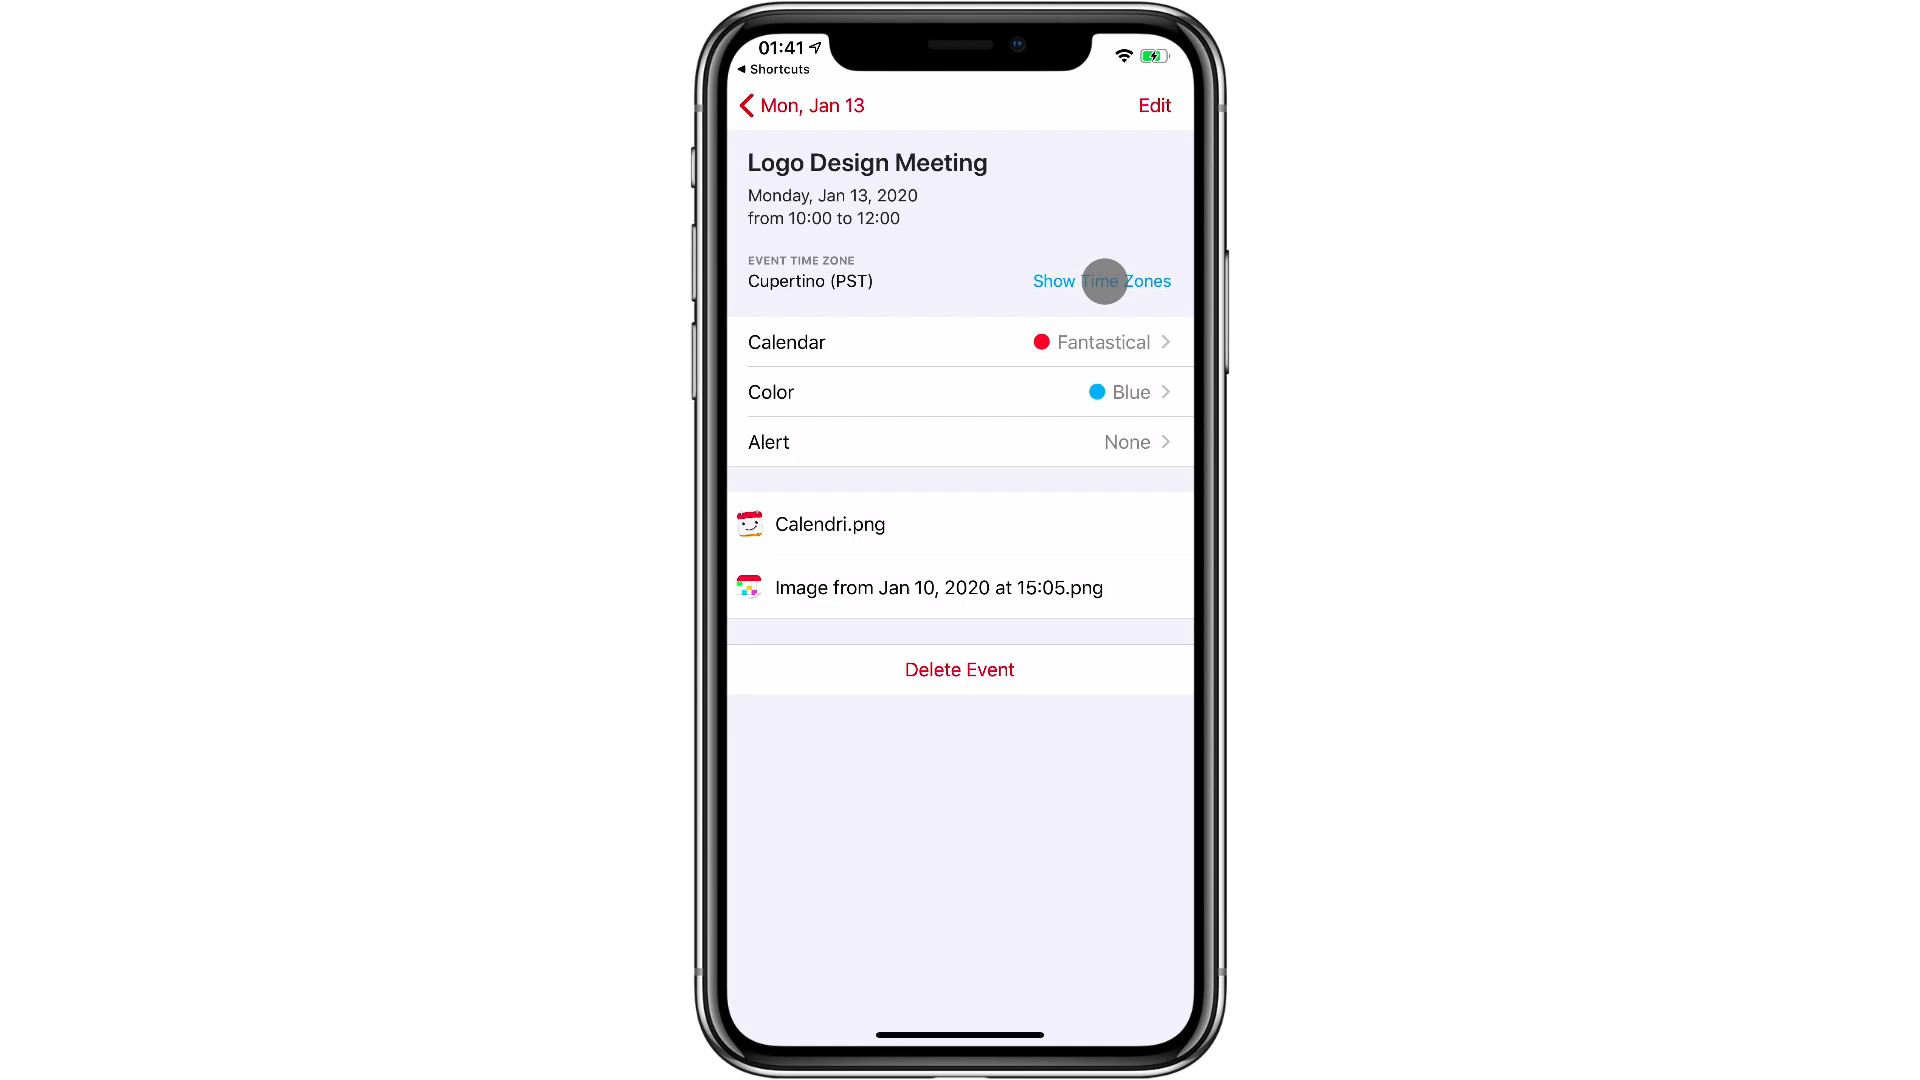 01:41
◀ Shortcuts
Mon, Jan 13
Edit
Logo Design Meeting
Monday, Jan 13, 2020
from 10:00 to 12:00
EVENT TIME ZONE
Cupertino (PST)
Show Time Zones
Calendar
Fantastical
Color
Blue
Alert
None
Calendri.png
Image from Jan 10, 2020 at 15:05.png
Delete Event